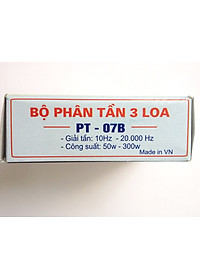 BỘ PHÂN TẦN 3 LOA
PT - 07B
- Giải tần: 10Hz - 20.000 Hz
- Công suất: 50w - 300w
Made in VN